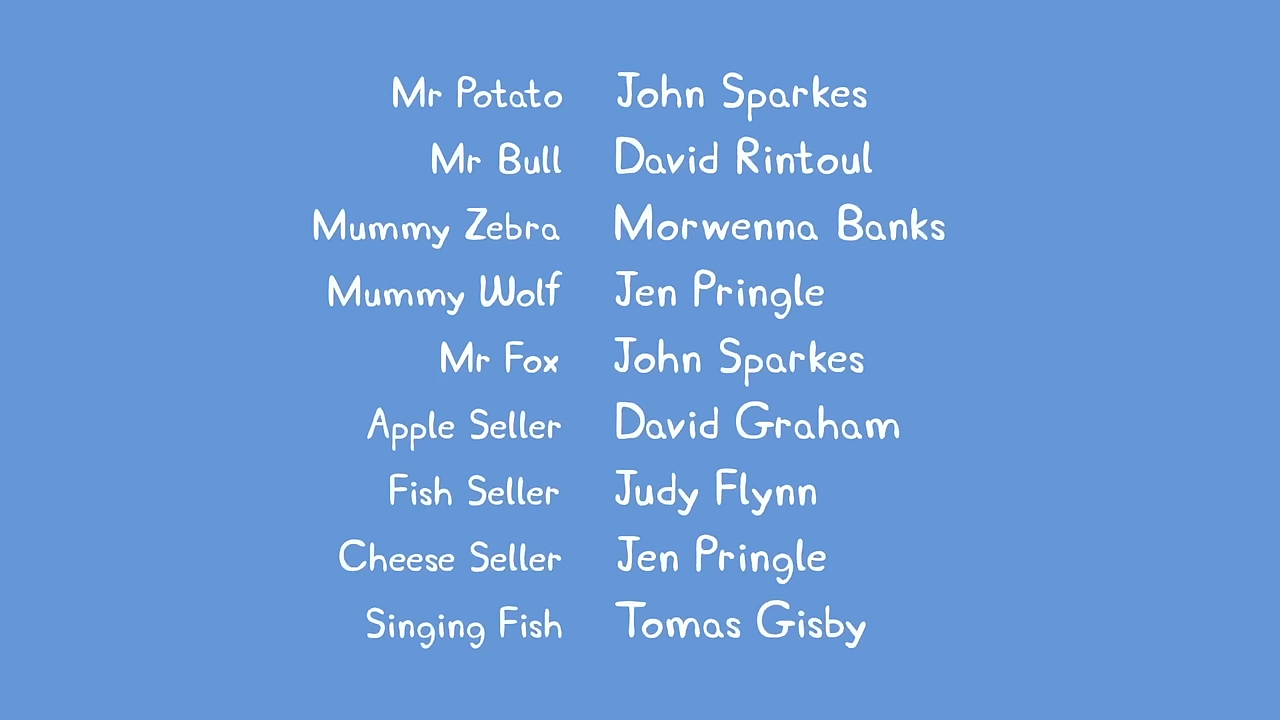 Mr Potato John Sparkes
Mr Bull David Rintoul
Mummy Zebra Morwenna Banks
Mummy Wolf Jen Pringle
Mr Fox John Sparkes
Apple Seller David Graham
Fish Seller Judy Flynn
Cheese Seller Jen Pringle
Singing Fish Tomas Gisby